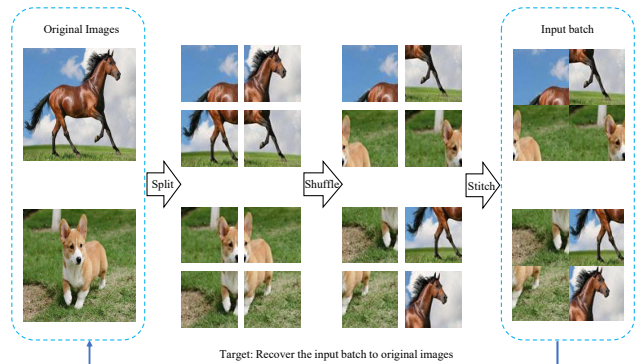 Original Images
Input batch
Split
Shuffle
Stitch
Target: Recover the input batch to original images